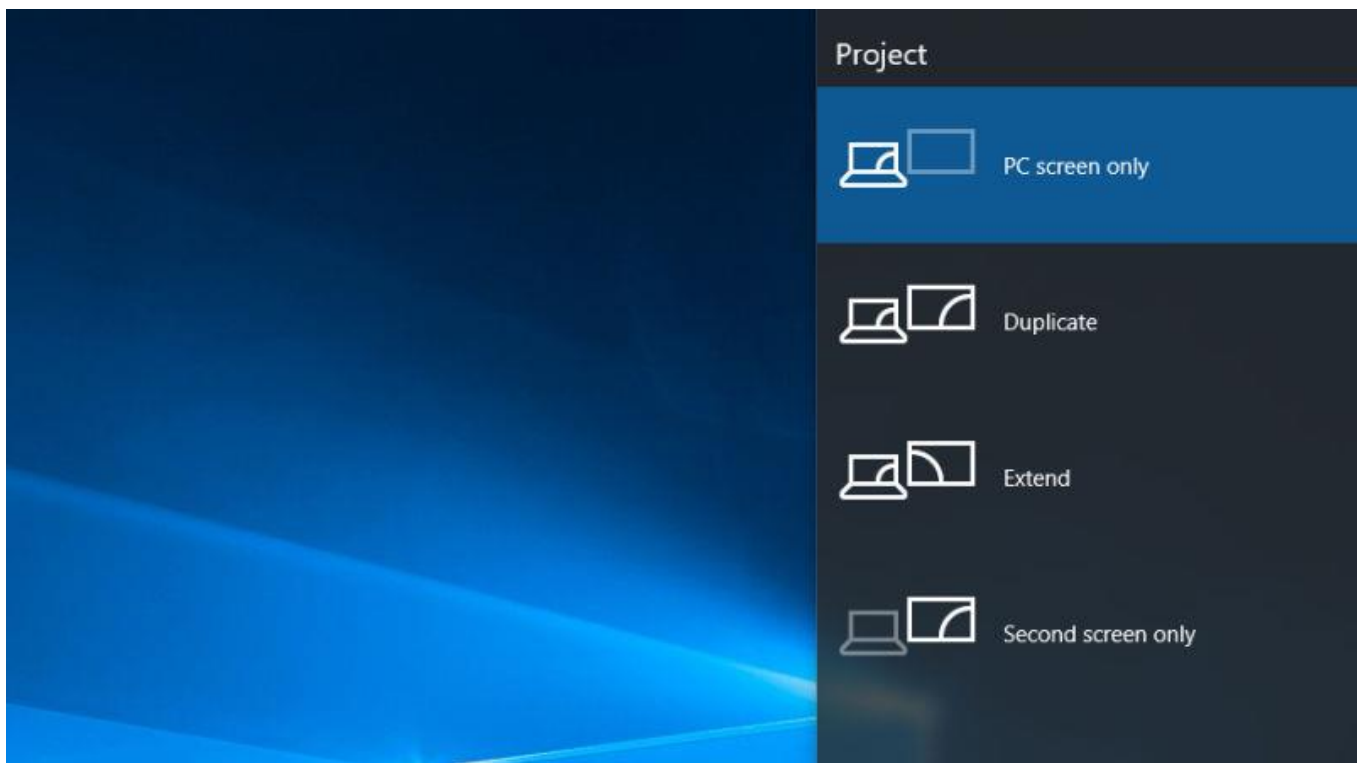 Project
PC screen only
Duplicate
Extend
Second screen only